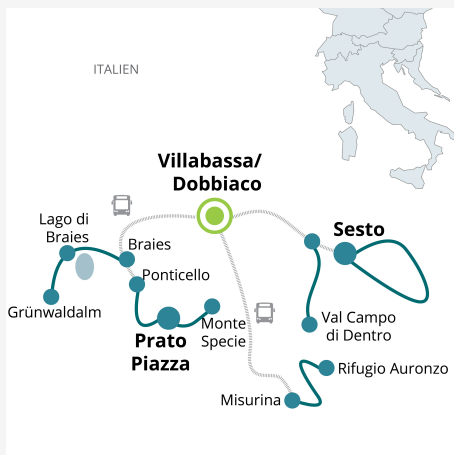 ITALIEN
Villabassa/
Dobbiaco
Lago di
Braies
Braies
Sesto
Ponticello
Grünwaldalm
Monte
Specie
Val Campo
di Dentro
Prato
Piazza
Rifugio Auronzo
Misurina